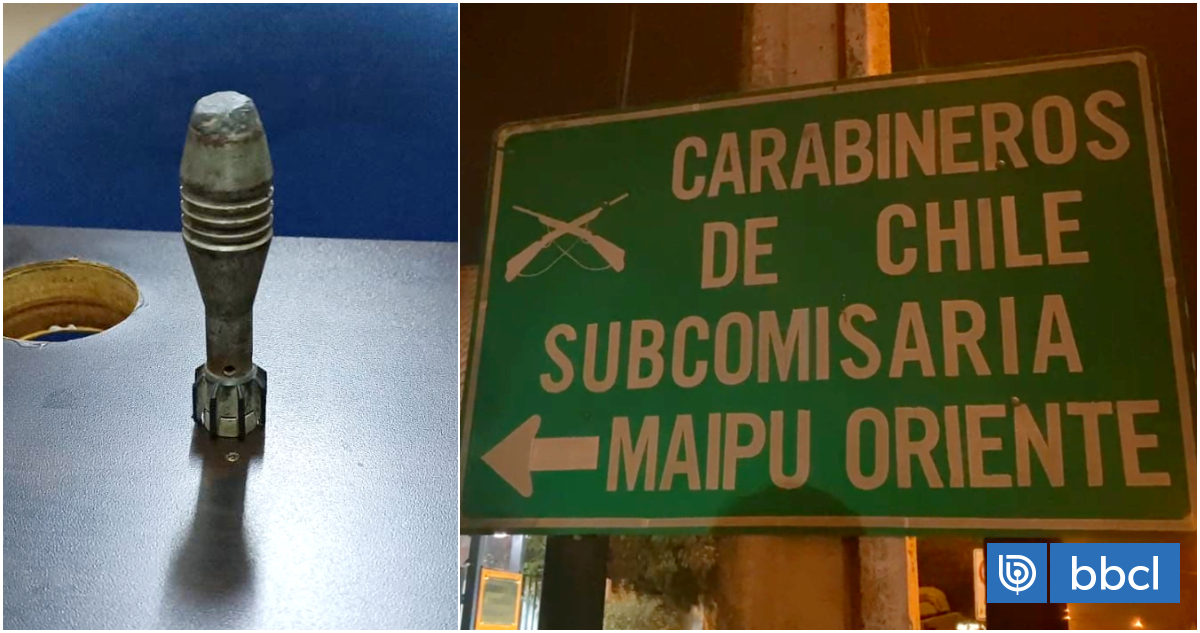 CARABINEROS
DE CHILE
SUBCOMISARIA
MAIPU ORIENTE
bbcl